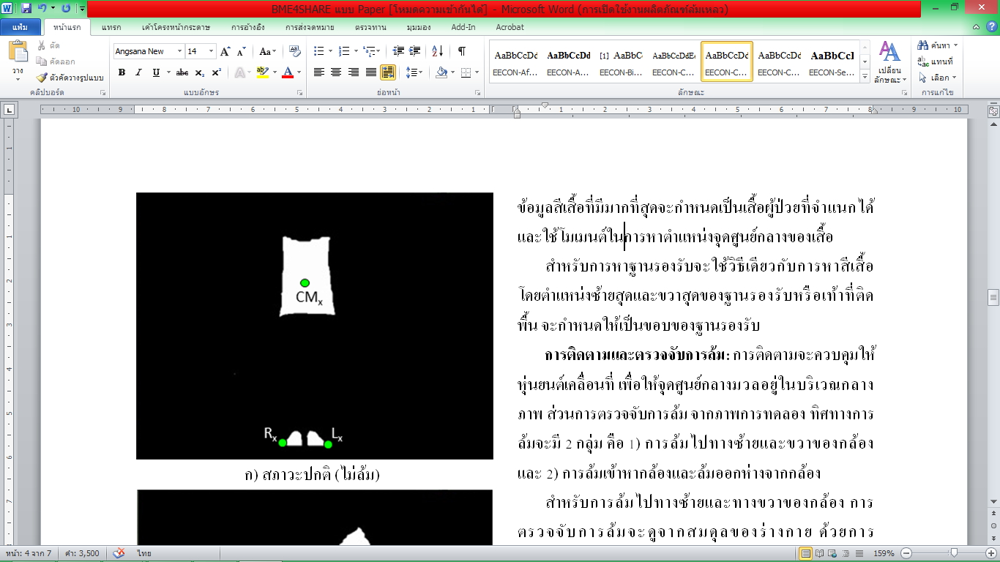 BME4SHARE แบบ Paper [โหมดความเข้ากันได้] - Microsoft Word (การเปิดใช้งานผลิตภัณฑ์ล้มเหลว)
แฟ้ม หน้าแรก แทรก เค้าโครงหน้ากระดาษ การอ้างอิง การส่งจดหมาย ตรวจทาน มุมมอง Add-In Acrobat
วาง
ตัด
คัดลอก
ตัวคัดวางรูปแบบ
คลิปบอร์ด
Angsana New 14
B I U abc x₂ x²
แบบอักษร
ย่อหน้า
AaBbCcDd AaBbCcDd [1] AaBbC AaBbCcDdEe AaBbCcDd AaBbCcDd AaBbCcI
EECON-Af... EECON-A... EECON-Bi... EECON-C... EECON-C... EECON-C... EECON-Se...
ลักษณะ
เปลี่ยน
ลักษณะ
ค้นหา
แทนที่
เลือก
การแก้ไข
10 9 8 7 6 5 4 3 2 1 1 2 3 4 5 6 7 8 9 10
CMx
Rx Lx
ก) สภาวะปกติ (ไม่ล้ม)
ข้อมูลสีเสื้อที่มีมากที่สุดจะกำหนดเป็นเสื้อผู้ป่วยที่จำแนกได้
และใช้โมเมนต์ในการหาตำแหน่งจุดศูนย์กลางของเสื้อ
สำหรับการหาฐานรองรับจะใช้วิธีเดียวกับการหาสีเสื้อ
โดยตำแหน่งซ้ายสุดและขวาสุดของฐานรองรับหรือเท้าที่ติด
พื้น จะกำหนดให้เป็นขอบของฐานรองรับ
การติดตามและตรวจจับการล้ม: การติดตามจะควบคุมให้
หุ่นยนต์เคลื่อนที่ เพื่อให้จุดศูนย์กลางมวลอยู่ในบริเวณกลาง
ภาพ ส่วนการตรวจจับการล้ม จากภาพการทดลอง ทิศทางการ
ล้มจะมี 2 กลุ่ม คือ 1) การล้มไปทางซ้ายและขวาของกล้อง
และ 2) การล้มเข้าหากล้องและล้มออกห่างจากกล้อง
สำหรับการล้มไปทางซ้ายและทางขวาของกล้อง การ
ตรวจจับการล้มจะดูจากสมดุลของร่างกาย ด้วยการ
หน้า: 4 จาก 7 คำ: 3,500 ไทย 159%